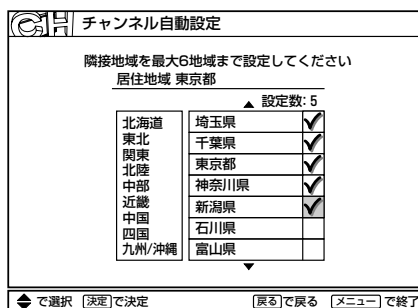 CH チャンネル自動設定
隣接地域を最大6地域まで設定してください
居住地域 東京都
▲ 設定数: 5
北海道
東北
関東
北陸
中部
近畿
中国
四国
九州/沖縄
埼玉県
千葉県
東京都
神奈川県
新潟県
石川県
富山県
▼
◆で選択 決定で決定 戻るで戻る メニューで終了